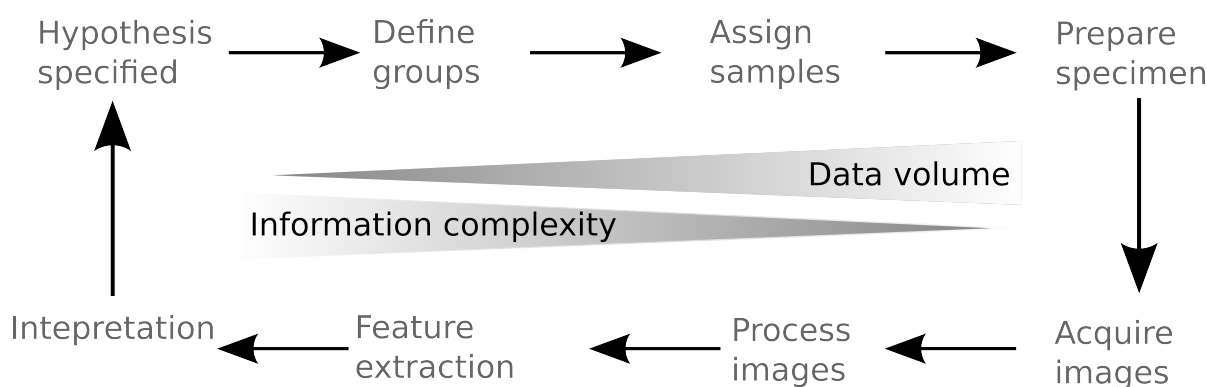 Hypothesis
specified
Define
groups
Assign
samples
Prepare
specimen
Data volume
Information complexity
Intepretation
Feature
extraction
Process
images
Acquire
images